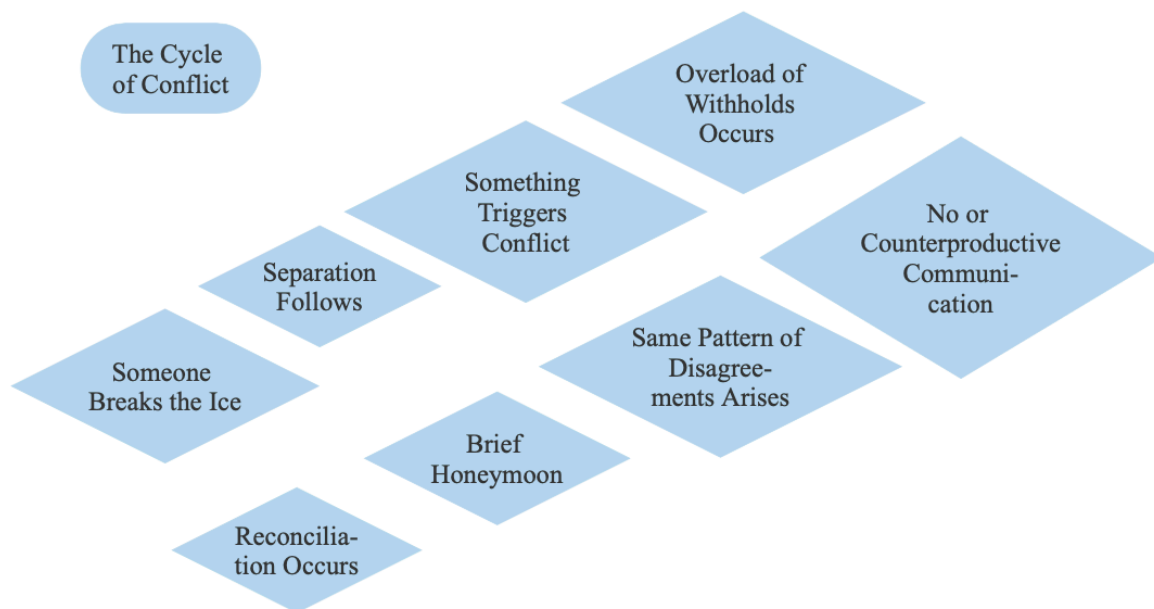 The Cycle
of Conflict
Overload of
Withholds
Occurs
Something
Triggers
Conflict
No or
Counterproductive
Communi-
cation
Separation
Follows
Same Pattern of
Disagree-
ments Arises
Someone
Breaks the Ice
Brief
Honeymoon
Reconcilia-
tion Occurs